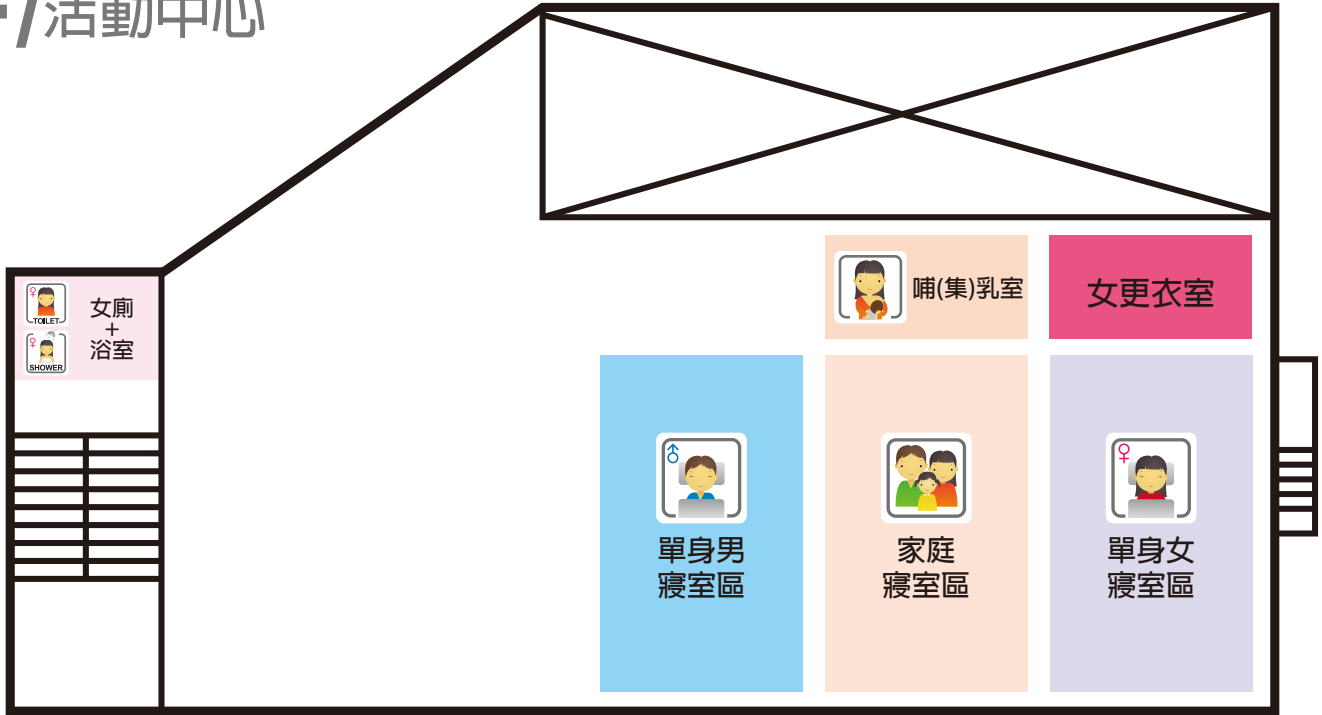 /活動中心
哺(集)乳室
女更衣室
TOILET
SHOWER
女廁
+
浴室
單身男
寢室區
家庭
寢室區
單身女
寢室區